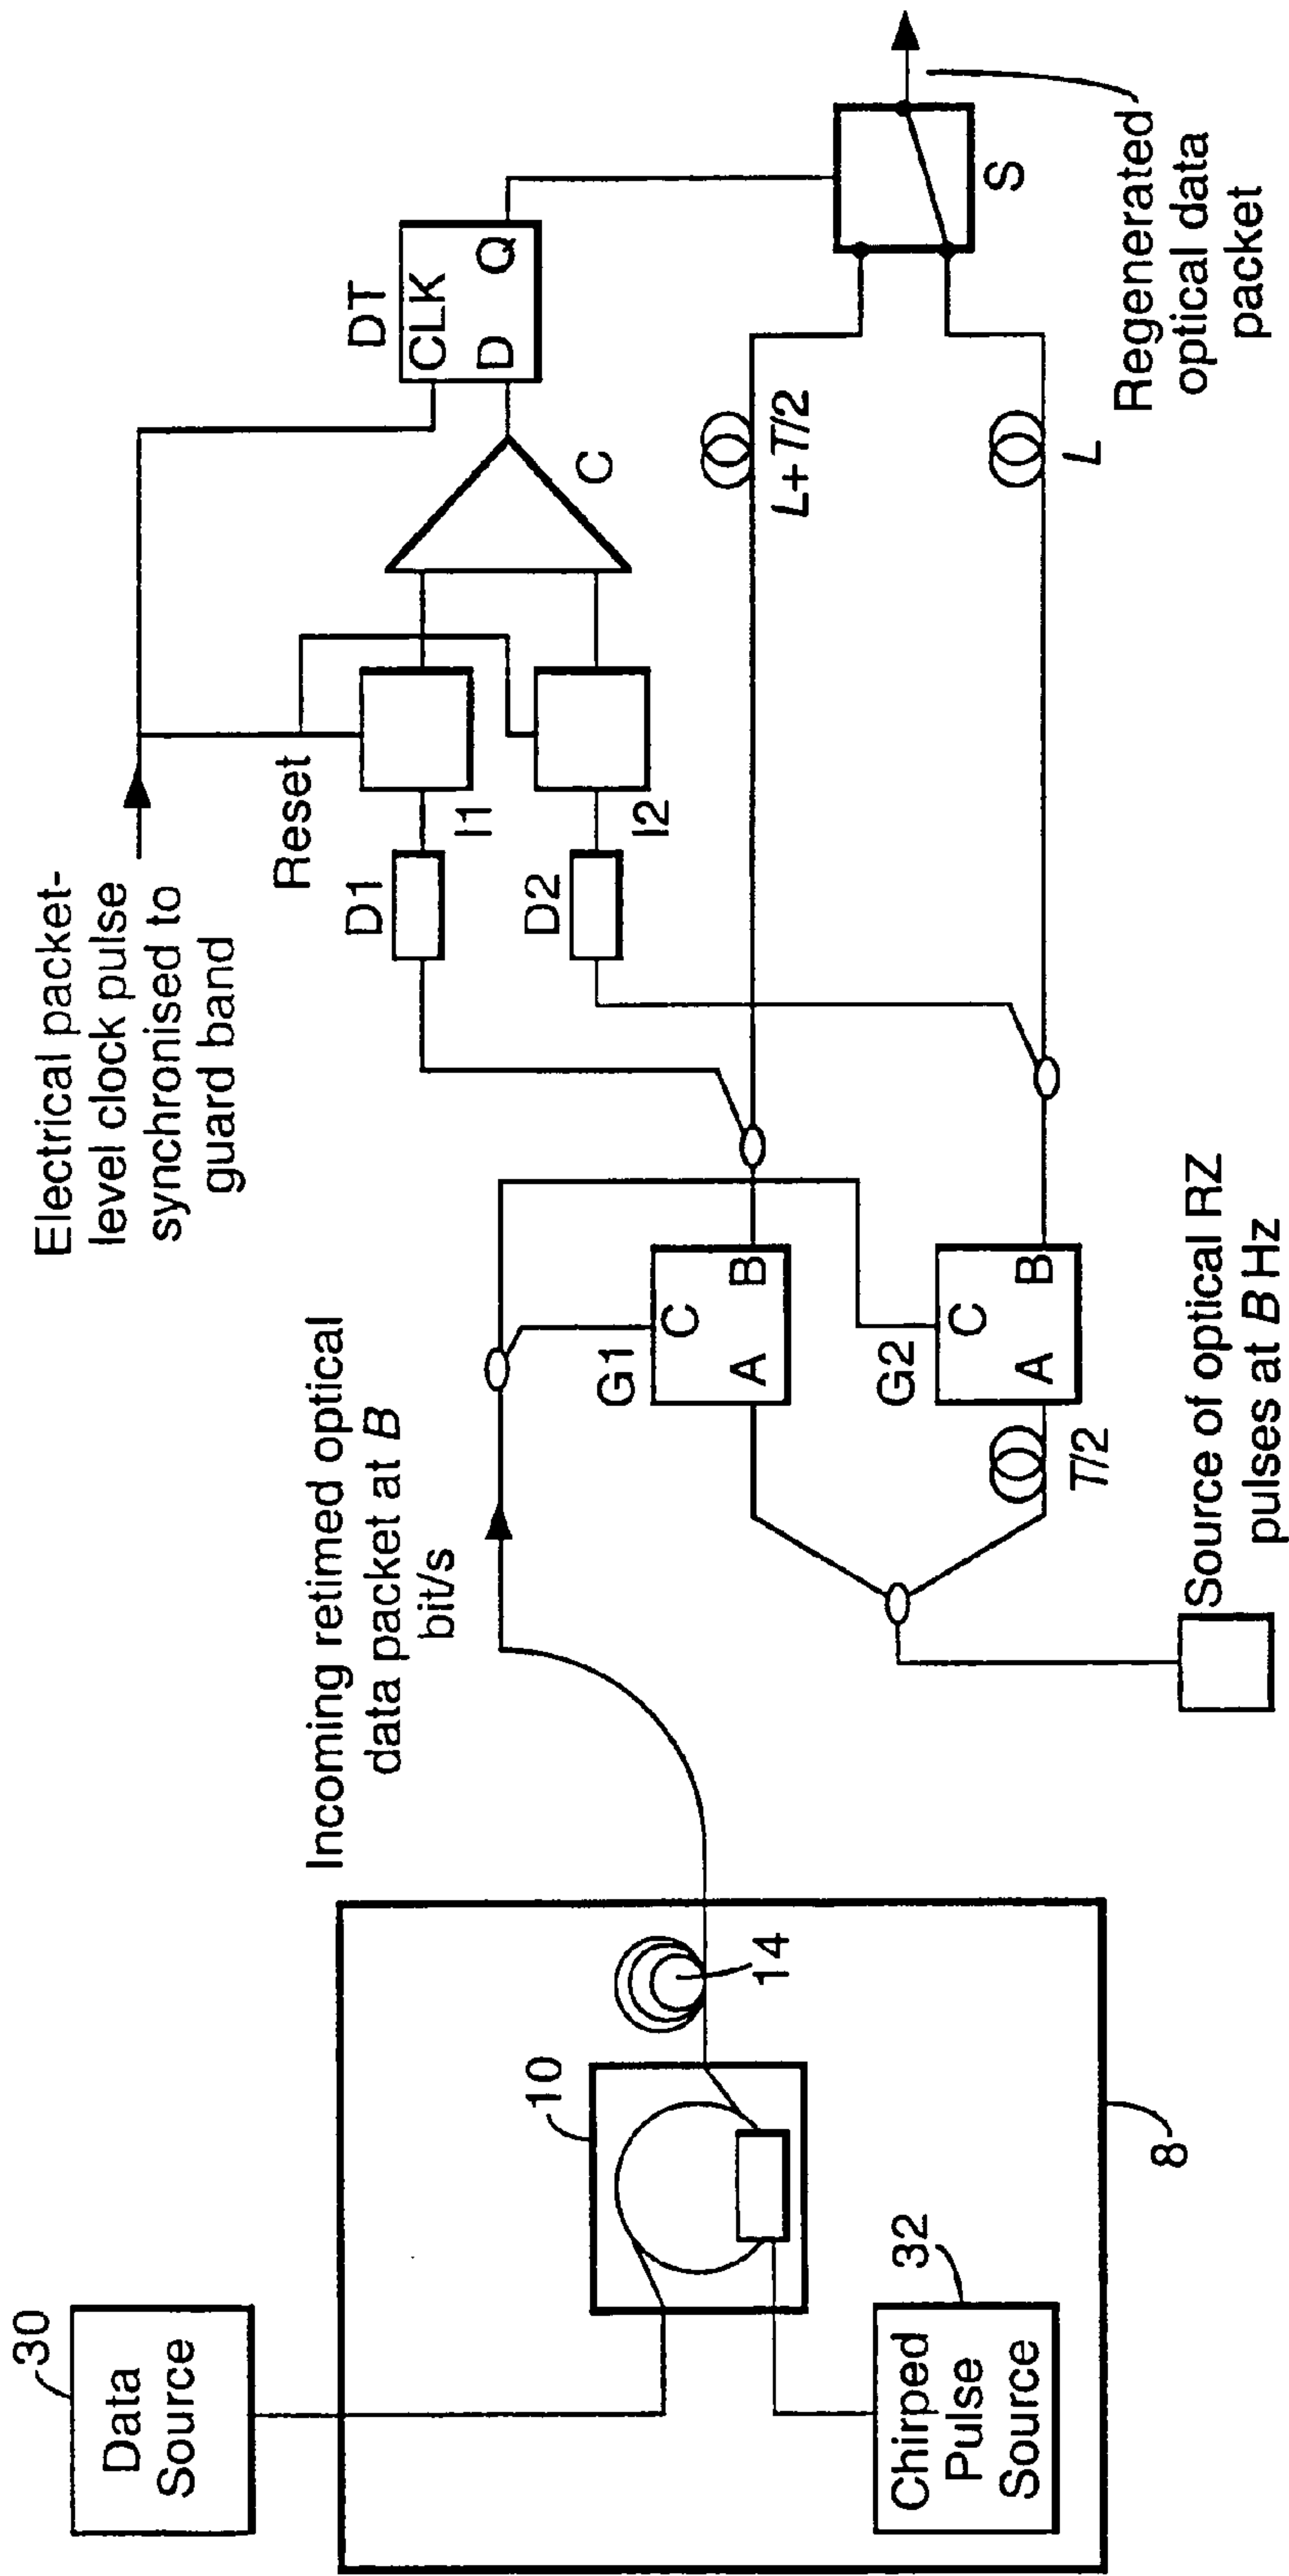 30
Data
Source
Chirped
Pulse
Source
32
10
14
8
Incoming retimed optical
data packet at B
bit/s
Electrical packet-
level clock pulse
synchronised to
guard band
Reset
D1
I1
D2
I2
C
DT
CLK
D Q
G1
C
A B
G2
C
A B
T/2
Source of optical RZ
pulses at B Hz
L+T/2
L
S
Regenerated
optical data
packet